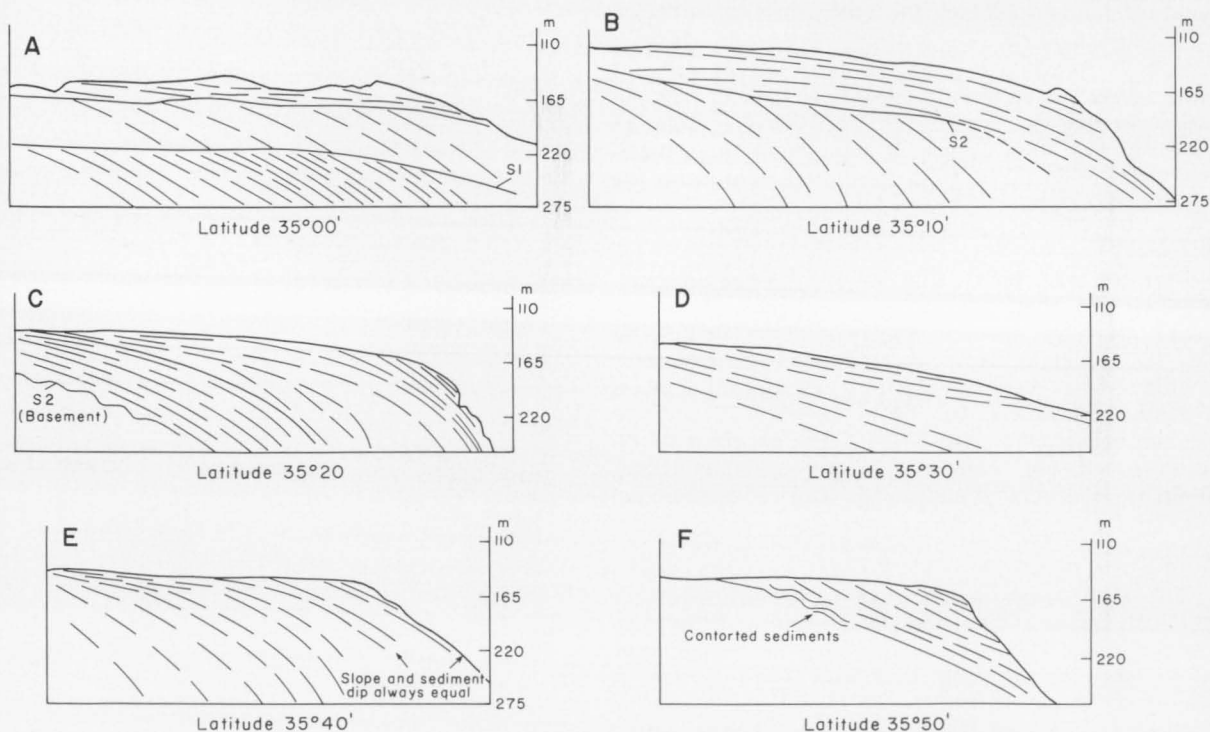 A
m
110
165
220
S1
275
Latitude 35°00'
B
m
110
165
S2
220
275
Latitude 35°10'
C
m
110
165
S2
(Basement)
220
Latitude 35°20'
D
m
110
165
220
Latitude 35°30'
E
m
110
165
220
Slope and sediment
dip always equal
275
Latitude 35°40'
F
m
110
165
Contorted sediments
220
Latitude 35°50'